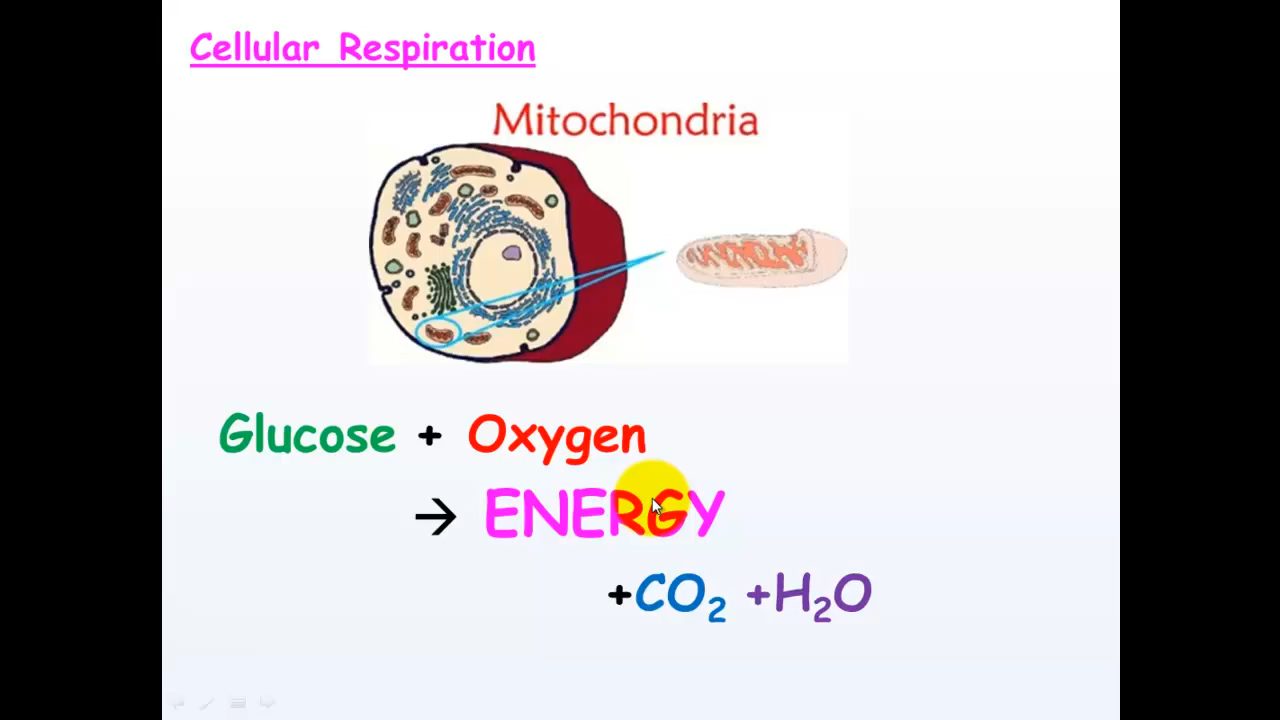 Cellular Respiration
Mitochondria
Glucose + Oxygen
→ ENERGY
+CO₂ +H₂O